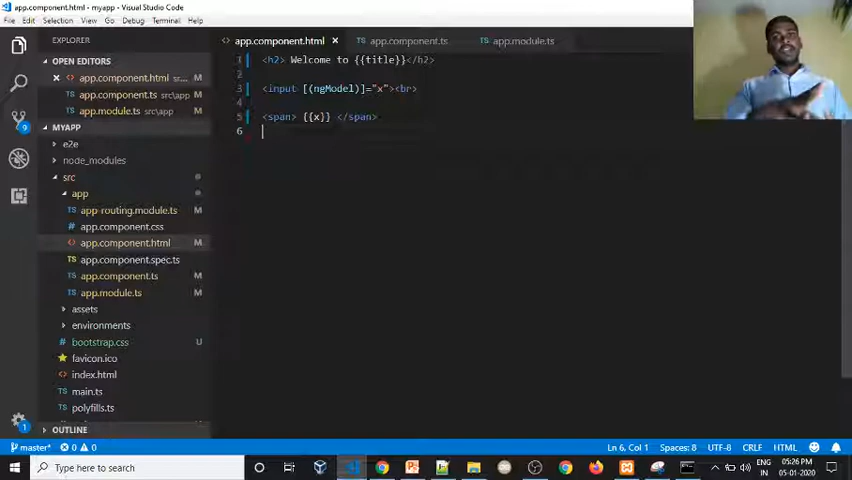 app.component.html - myapp - Visual Studio Code
File Edit Selection View Go Debug Terminal Help
EXPLORER
app.component.html
app.component.ts
app.module.ts
OPEN EDITORS
app.component.html src... M
app.component.ts src\app M
app.module.ts src\app M
MYAPP
e2e
node_modules
src
app
app-routing.module.ts M
app.component.css
app.component.html M
app.component.spec.ts
app.component.ts M
app.module.ts M
assets
environments
bootstrap.css U
favicon.ico
index.html
main.ts
polyfills.ts
OUTLINE
1 <h2> Welcome to {{title}}</h2>
2
3 <input [(ngModel)]="x"><br>
4
5 <span> {{x}} </span>
6
9
1
master* 0 0
Ln 6, Col 1 Spaces: 8 UTF-8 CRLF HTML
Type here to search
ENG
IN
05:26 PM
05-01-2020